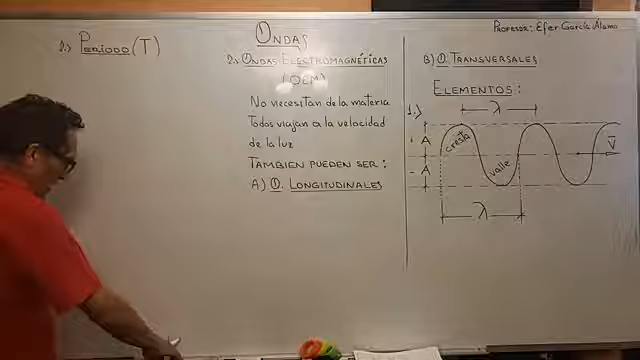 Profesor: Efer García Álamo
ONDAS
1.) PERIODO (T)
2.) ONDAS ELECTROMAGNÉTICAS
(OEM)
No necesitan de la materia
Todos viajan a la velocidad
de la luz
TAMBIEN PUEDEN SER:
A) O. LONGITUDINALES
B) O. TRANSVERSALES
ELEMENTOS:
1.)
λ
+ A
- A
cresta
valle
V
λ